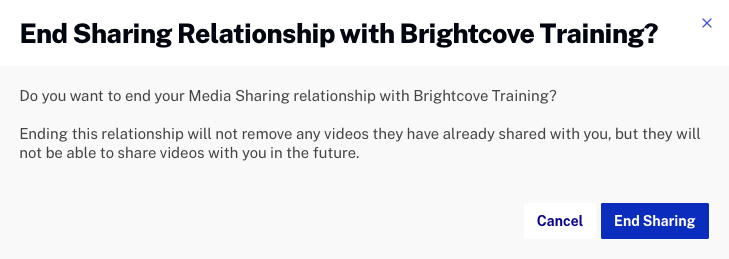 End Sharing Relationship with Brightcove Training?
Do you want to end your Media Sharing relationship with Brightcove Training?
Ending this relationship will not remove any videos they have already shared with you, but they will
not be able to share videos with you in the future.
Cancel
End Sharing